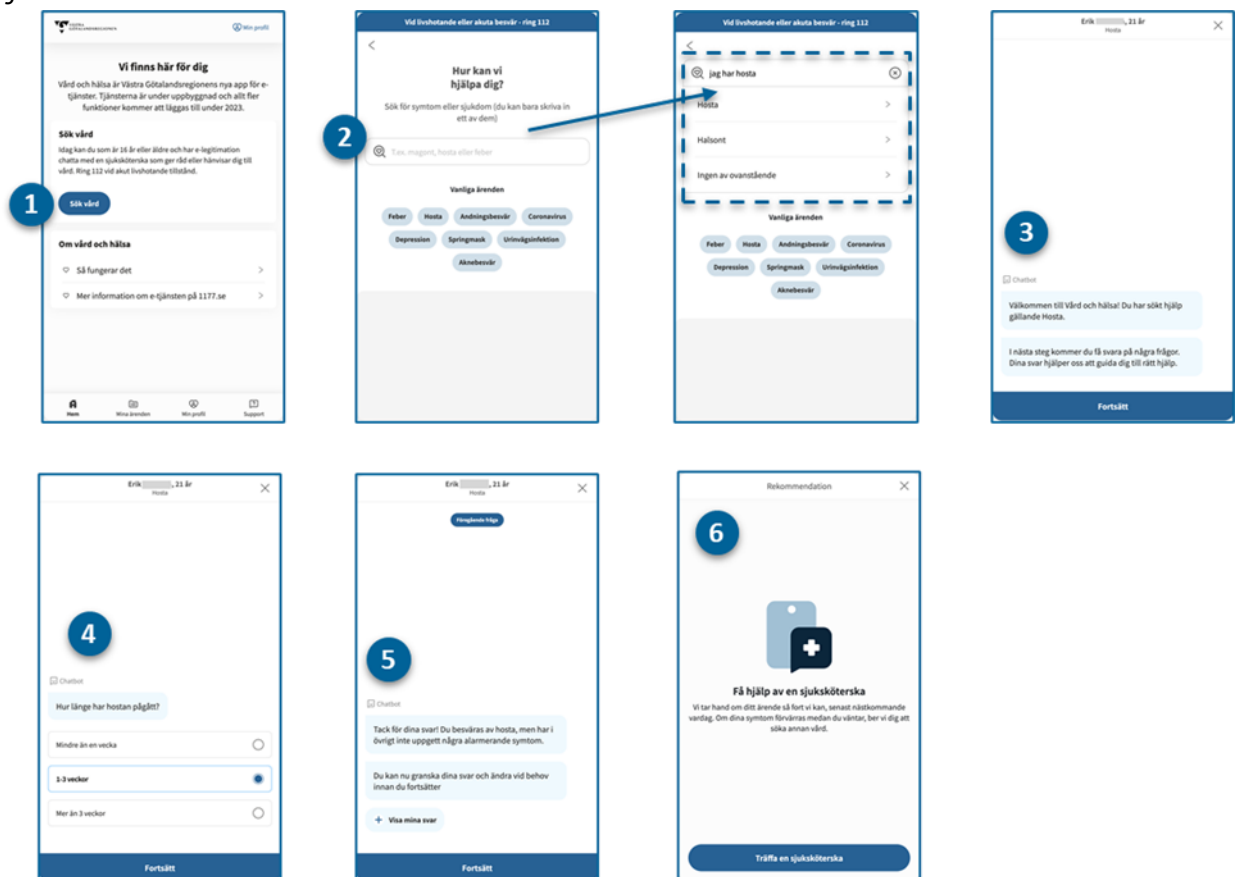 1
VÄSTRA
GÖTALANDSREGIONEN
Min profil
Vi finns här för dig
Vård och hälsa är Västra Götalandsregionens nya app för e-
tjänster. Tjänsterna är under uppbyggnad och allt fler
funktioner kommer att läggas till under 2023.
Sök vård
Idag kan du som är 16 år eller äldre och har e-legitimation
chatta med en sjuksköterska som ger råd eller hänvisar dig till
vård. Ring 112 vid akut livshotande tillstånd.
Sök vård
Om vård och hälsa
Så fungerar det
Mer information om e-tjänsten på 1177.se
Hem
Mina ärenden
Min profil
Support
2
Vid livshotande eller akuta besvär - ring 112
Hur kan vi
hjälpa dig?
Sök för symtom eller sjukdom (du kan bara skriva in
ett av dem)
T.ex. magont, hosta eller feber
Vanliga ärenden
Feber Hosta Andningsbesvär Coronavirus
Depression Springmask Urinvägsinfektion
Aknebesvär
Vid livshotande eller akuta besvär - ring 112
jag har hosta
Hosta
Halsont
Ingen av ovanstående
Vanliga ärenden
Feber Hosta Andningsbesvär Coronavirus
Depression Springmask Urinvägsinfektion
Aknebesvär
3
Erik , 21 år
Hosta
Chatbot
Välkommen till Vård och hälsa! Du har sökt hjälp
gällande Hosta.
I nästa steg kommer du få svara på några frågor.
Dina svar hjälper oss att guida dig till rätt hjälp.
Fortsätt
4
Erik , 21 år
Hosta
Chatbot
Hur länge har hostan pågått?
Mindre än en vecka
1-3 veckor
Mer än 3 veckor
Fortsätt
5
Erik , 21 år
Hosta
Föregående fråga
Chatbot
Tack för dina svar! Du besväras av hosta, men har i
övrigt inte uppgett några alarmerande symtom.
Du kan nu granska dina svar och ändra vid behov
innan du fortsätter
+ Visa mina svar
Fortsätt
6
Rekommendation
Få hjälp av en sjuksköterska
Vi tar hand om ditt ärende så fort vi kan, senast nästkommande
vardag. Om dina symtom förvärras medan du väntar, ber vi dig att
söka annan vård.
Träffa en sjuksköterska